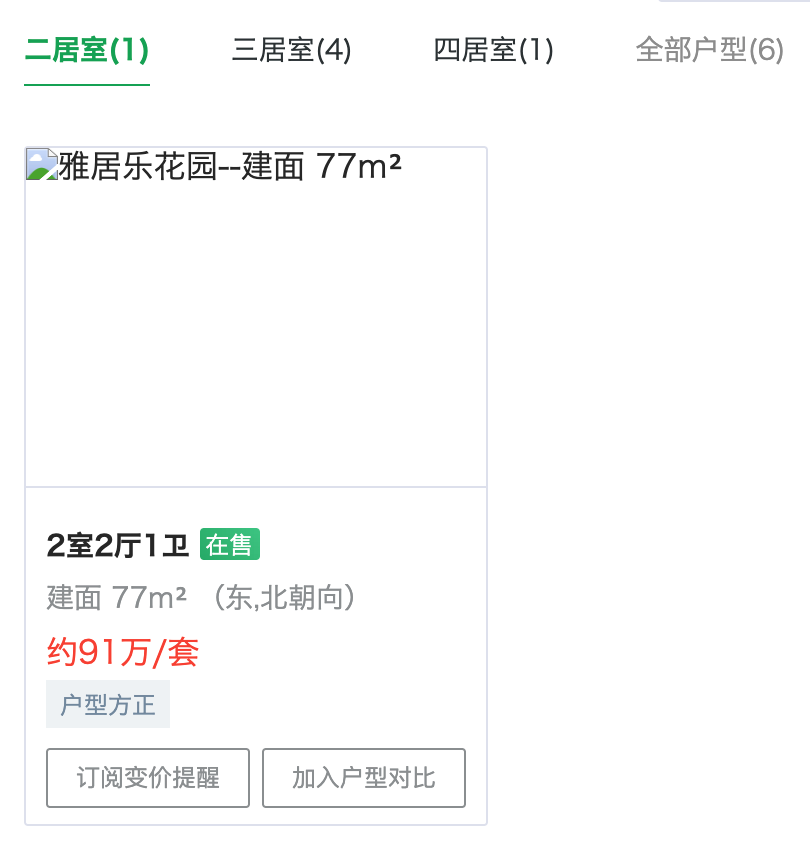 二居室(1) 三居室(4) 四居室(1) 全部户型(6)
雅居乐花园--建面 77m²
2室2厅1卫 在售
建面 77m² （东,北朝向）
约91万/套
户型方正
订阅变价提醒 加入户型对比